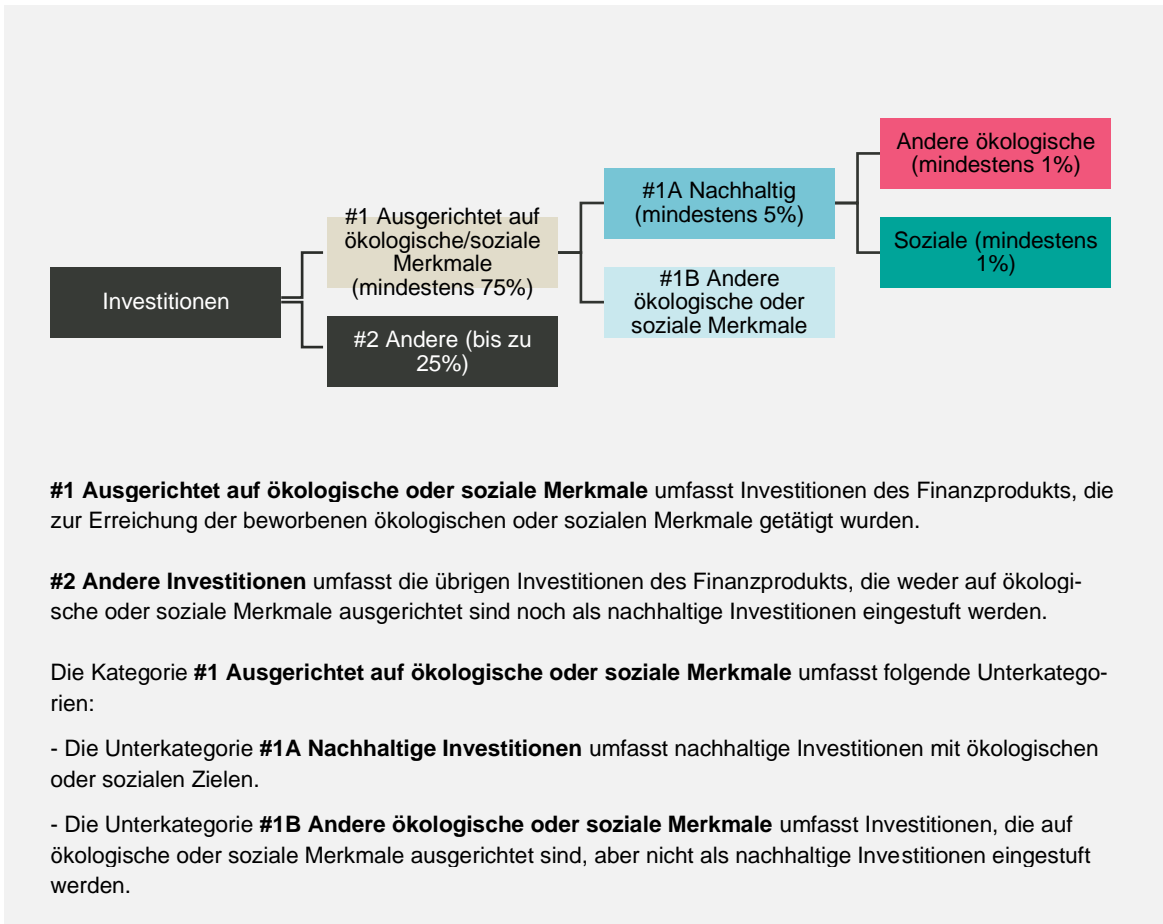 Investitionen
#1 Ausgerichtet auf
ökologische/soziale
Merkmale
(mindestens 75%)
#2 Andere (bis zu
25%)
#1A Nachhaltig
(mindestens 5%)
#1B Andere
ökologische oder
soziale Merkmale
Andere ökologische
(mindestens 1%)
Soziale (mindestens
1%)
#1 Ausgerichtet auf ökologische oder soziale Merkmale umfasst Investitionen des Finanzprodukts, die
zur Erreichung der beworbenen ökologischen oder sozialen Merkmale getätigt wurden.
#2 Andere Investitionen umfasst die übrigen Investitionen des Finanzprodukts, die weder auf ökologi-
sche oder soziale Merkmale ausgerichtet sind noch als nachhaltige Investitionen eingestuft werden.
Die Kategorie #1 Ausgerichtet auf ökologische oder soziale Merkmale umfasst folgende Unterkatego-
rien:
- Die Unterkategorie #1A Nachhaltige Investitionen umfasst nachhaltige Investitionen mit ökologischen
oder sozialen Zielen.
- Die Unterkategorie #1B Andere ökologische oder soziale Merkmale umfasst Investitionen, die auf
ökologische oder soziale Merkmale ausgerichtet sind, aber nicht als nachhaltige Investitionen eingestuft
werden.